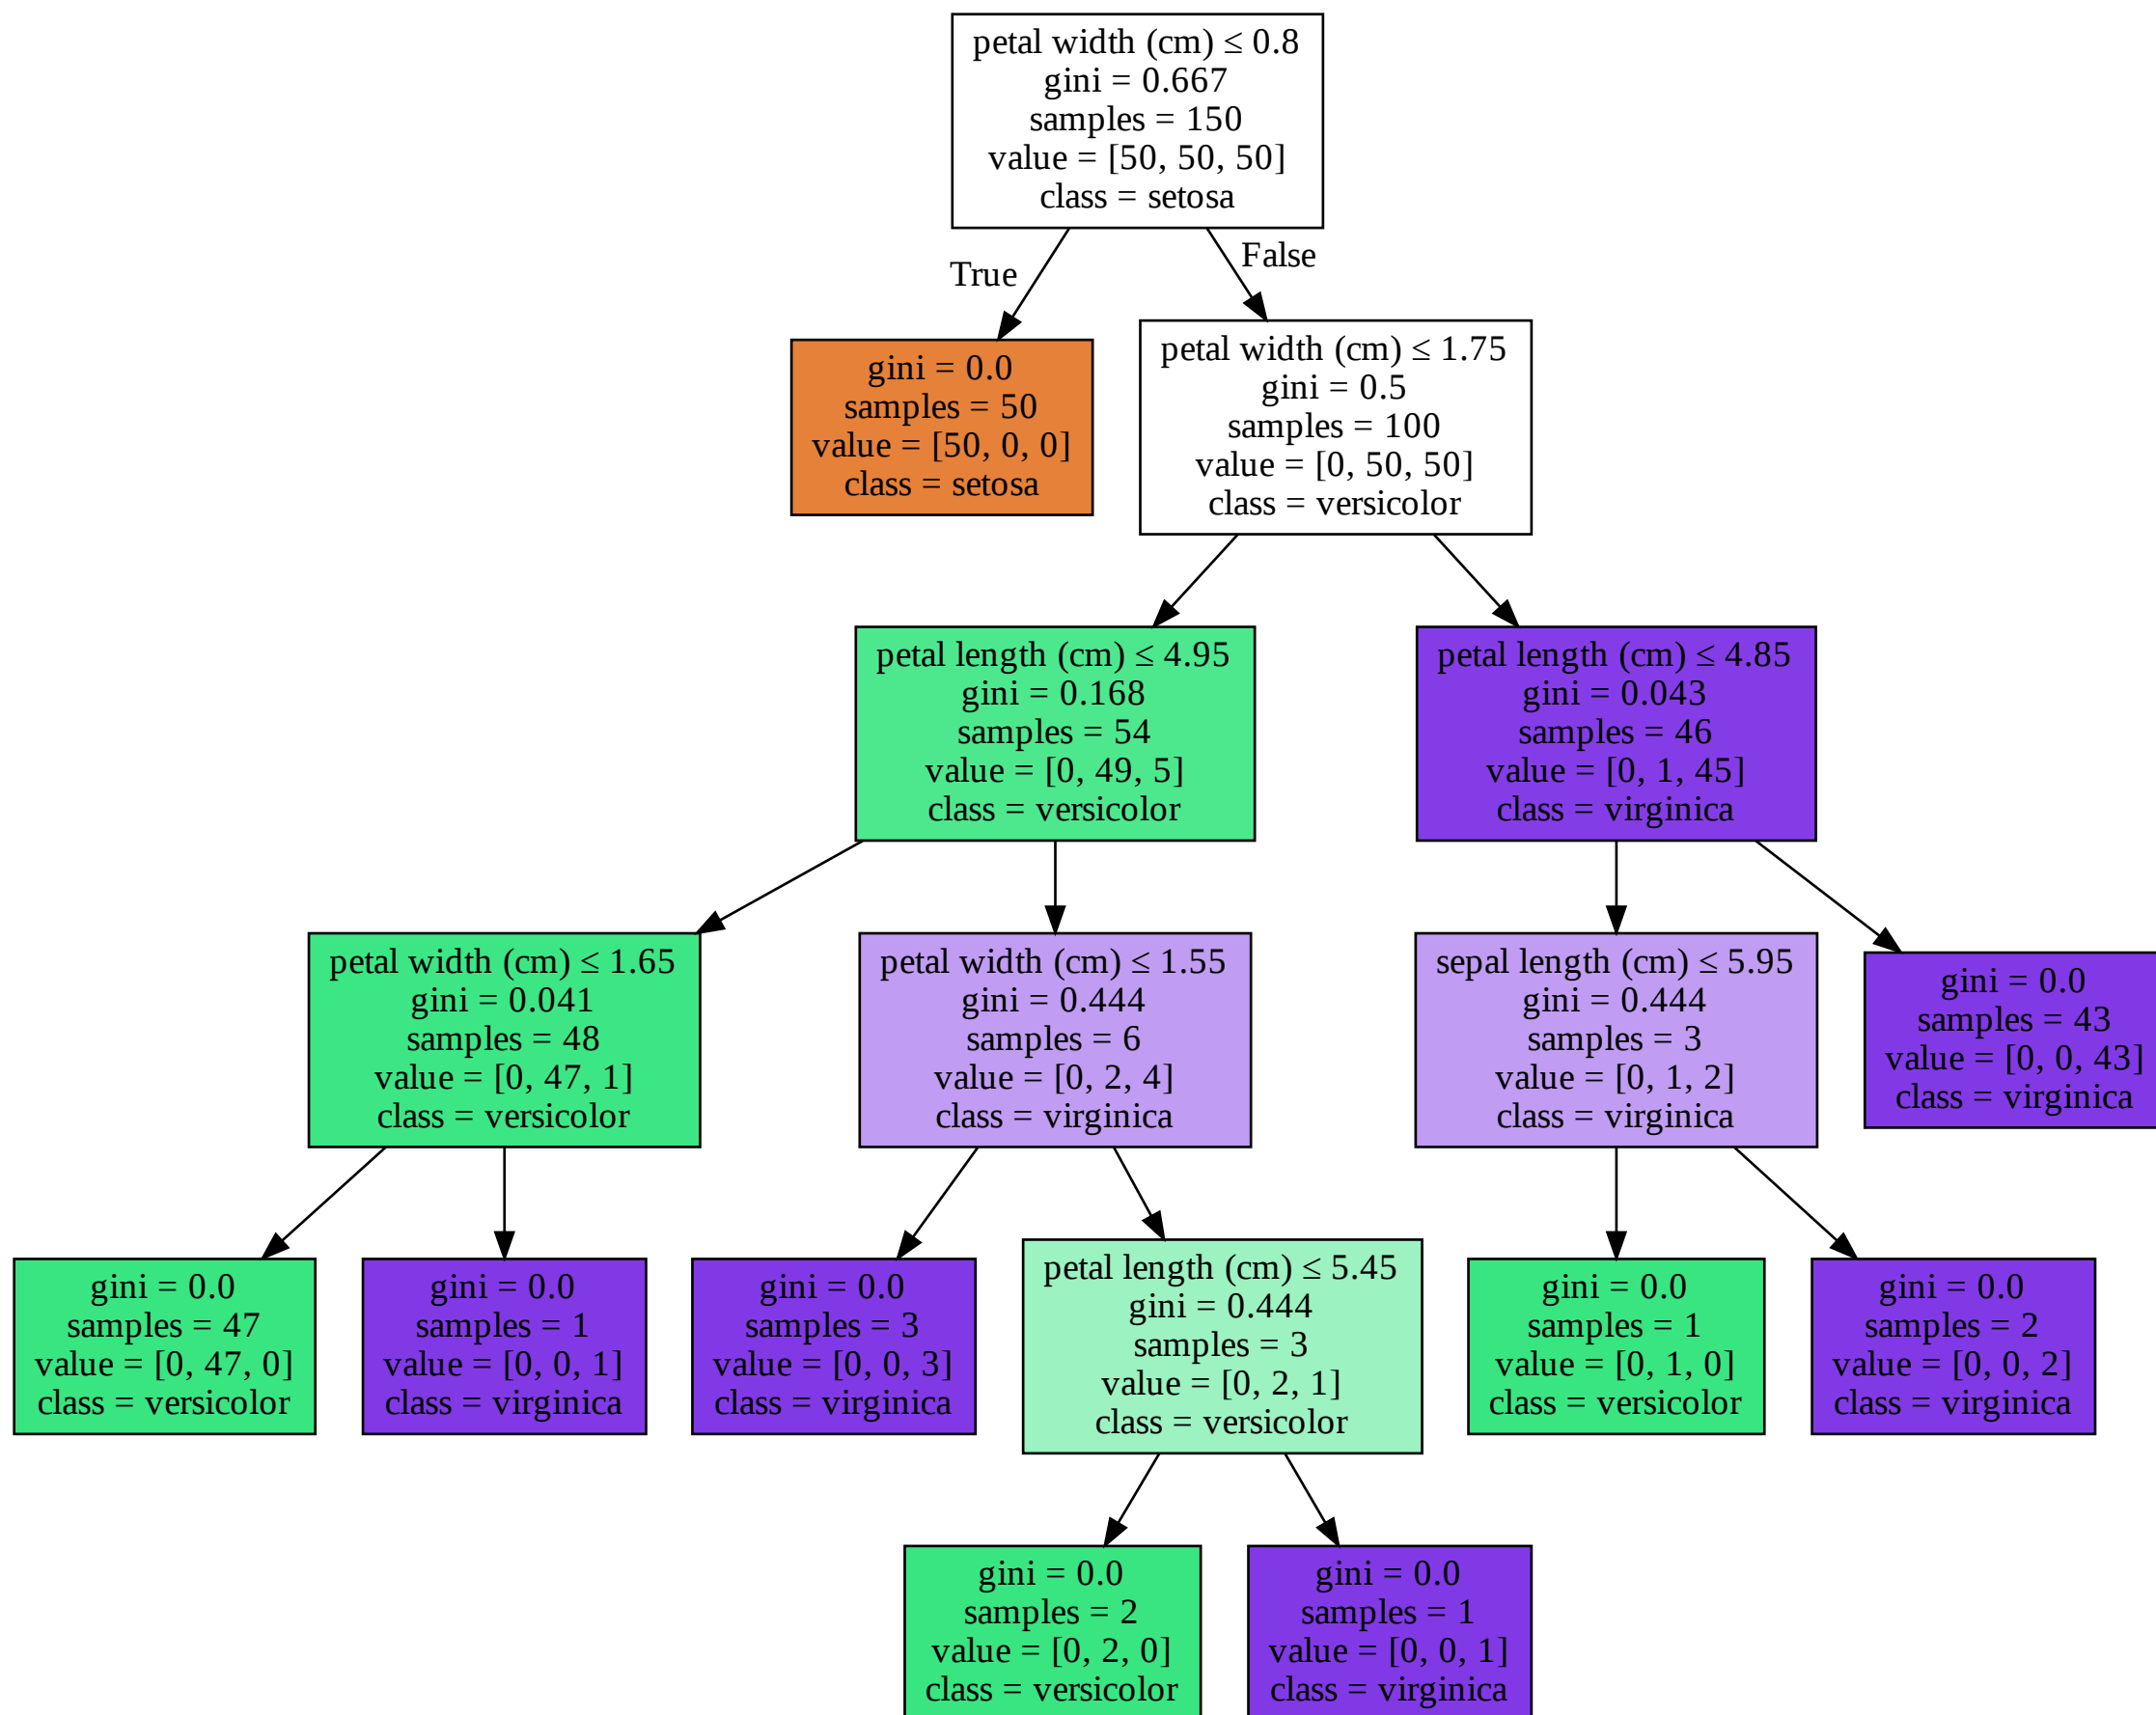 petal width (cm) ≤ 0.8
gini = 0.667
samples = 150
value = [50, 50, 50]
class = setosa
True
False
gini = 0.0
samples = 50
value = [50, 0, 0]
class = setosa
petal width (cm) ≤ 1.75
gini = 0.5
samples = 100
value = [0, 50, 50]
class = versicolor
petal length (cm) ≤ 4.95
gini = 0.168
samples = 54
value = [0, 49, 5]
class = versicolor
petal length (cm) ≤ 4.85
gini = 0.043
samples = 46
value = [0, 1, 45]
class = virginica
petal width (cm) ≤ 1.65
gini = 0.041
samples = 48
value = [0, 47, 1]
class = versicolor
petal width (cm) ≤ 1.55
gini = 0.444
samples = 6
value = [0, 2, 4]
class = virginica
sepal length (cm) ≤ 5.95
gini = 0.444
samples = 3
value = [0, 1, 2]
class = virginica
gini = 0.0
samples = 43
value = [0, 0, 43]
class = virginica
gini = 0.0
samples = 47
value = [0, 47, 0]
class = versicolor
gini = 0.0
samples = 1
value = [0, 0, 1]
class = virginica
gini = 0.0
samples = 3
value = [0, 0, 3]
class = virginica
petal length (cm) ≤ 5.45
gini = 0.444
samples = 3
value = [0, 2, 1]
class = versicolor
gini = 0.0
samples = 1
value = [0, 1, 0]
class = versicolor
gini = 0.0
samples = 2
value = [0, 0, 2]
class = virginica
gini = 0.0
samples = 2
value = [0, 2, 0]
class = versicolor
gini = 0.0
samples = 1
value = [0, 0, 1]
class = virginica